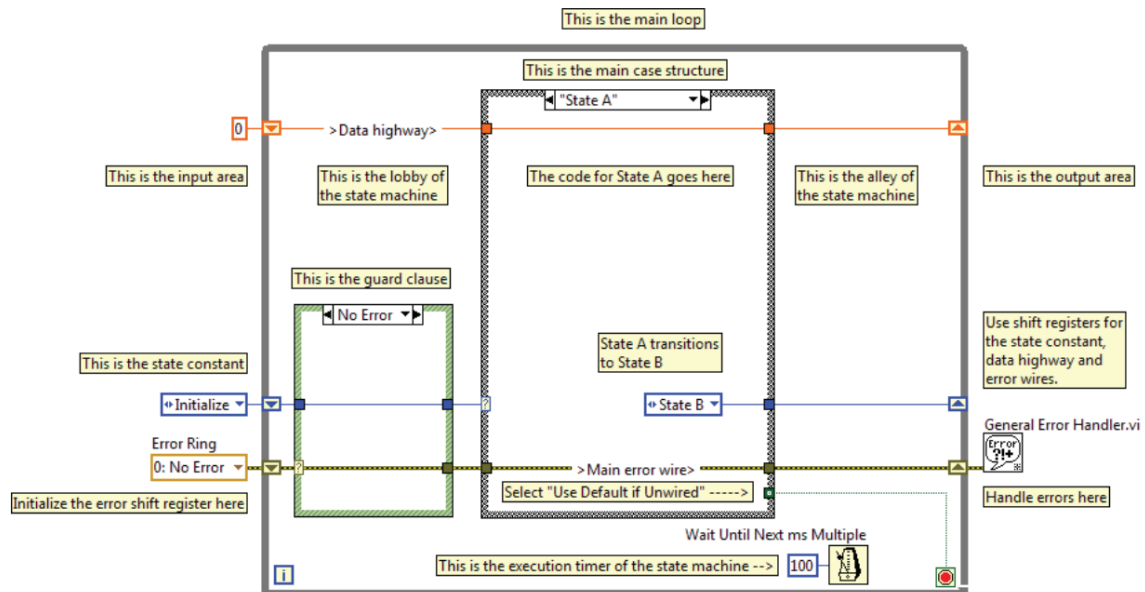 This is the main loop
This is the main case structure
"State A"
0
>Data highway>
This is the input area
This is the lobby of
the state machine
The code for State A goes here
This is the alley of
the state machine
This is the output area
This is the guard clause
No Error
Use shift registers for
the state constant,
data highway and
error wires.
State A transitions
to State B
This is the state constant
Initialize
?
State B
General Error Handler.vi
Error
?!+
Error Ring
0: No Error
?
>Main error wire>
Select "Use Default if Unwired" ----->
Initialize the error shift register here
Handle errors here
Wait Until Next ms Multiple
This is the execution timer of the state machine -->
100
i